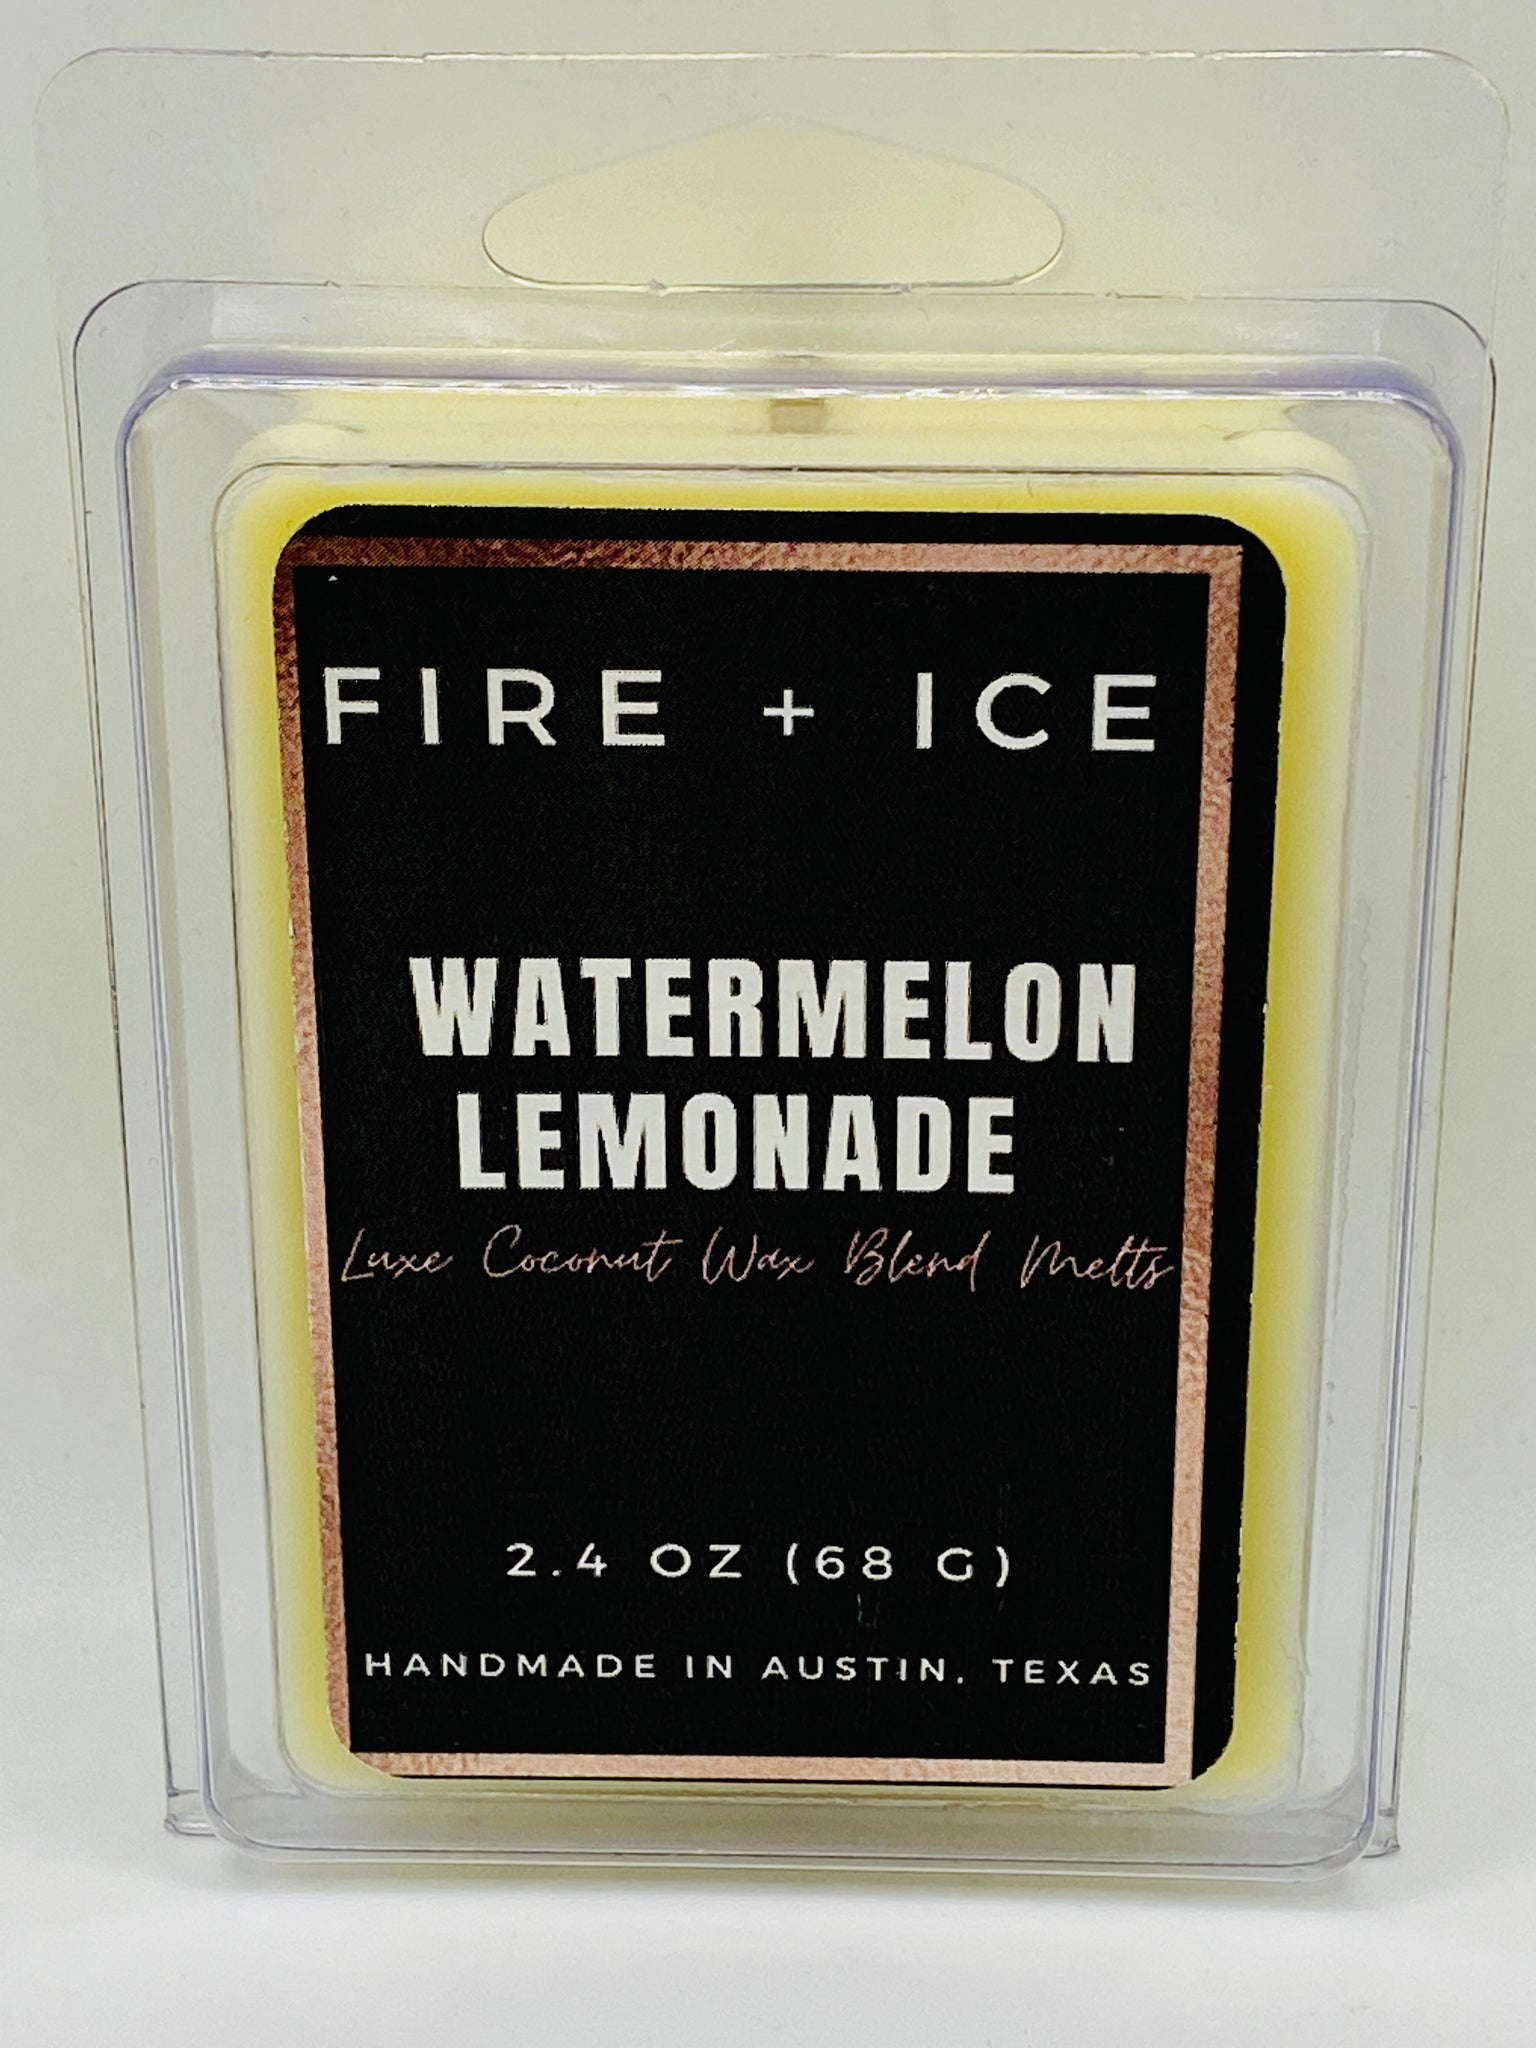 FIRE + ICE
WATERMELON
LEMONADE
Luxe Coconut Wax Blend Melts
2.4 OZ (68 G)
HANDMADE IN AUSTIN, TEXAS